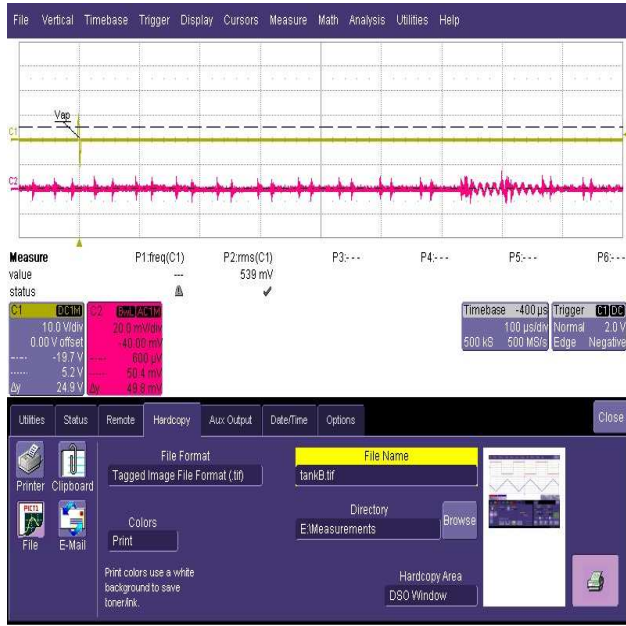 File Vertical Timebase Trigger Display Cursors Measure Math Analysis Utilities Help
Vap
C1
C2
Measure P1:freq(C1) P2:rms(C1) P3:- - - P4:- - - P5:- - - P6:- - -
value --- 539 mV
status
C1 DC1M
10.0 V/div
0.00 V offset
-19.7 V
5.2 V
Δy 24.9 V
C2 BwL AC1M
20.0 mV/div
-40.00 mV
600 µV
50.4 mV
Δy 49.8 mV
Timebase -400 µs
100 µs/div
500 kS 500 MS/s
Trigger C1 DC
Normal 2.0 V
Edge Negative
Utilities Status Remote Hardcopy Aux Output Date/Time Options Close
Printer Clipboard
PICT1
File E-Mail
File Format
Tagged Image File Format (.tif)
Colors
Print
Print colors use a white
background to save
toner/ink.
File Name
tankB.tif
Directory
E:\Measurements
Browse
Hardcopy Area
DSO Window